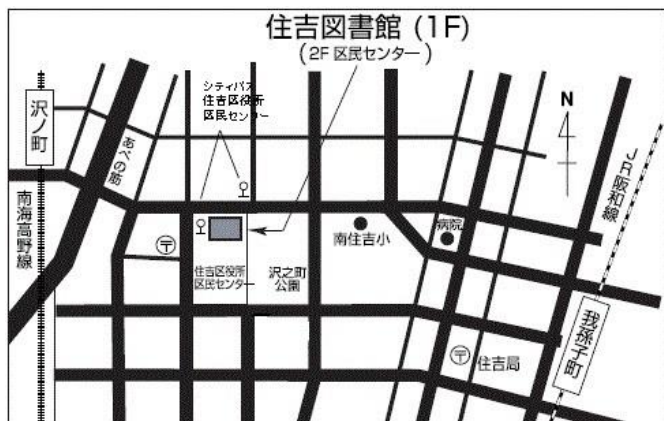 住吉図書館 (1F)
(2F 区民センター)
シティバス
住吉区役所
区民センター
沢ノ町
あべの筋
南海高野線
N
JR阪和線
〒
住吉区役所
区民センター
沢之町
公園
南住吉小
病院
我孫子町
〒
住吉局